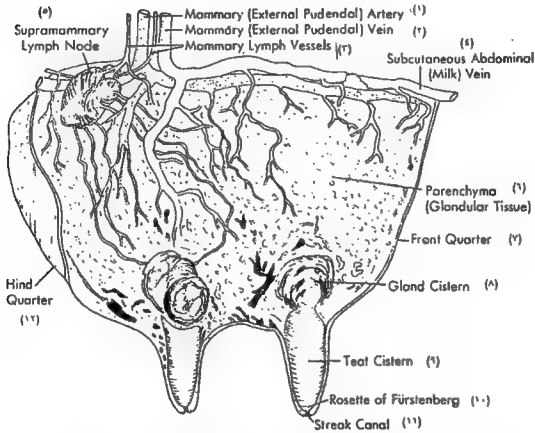 (٥)
Supramammary
Lymph Node
Mammary (External Pudendal) Artery (١)
Mammary (External Pudendal) Vein (٢)
Mammary Lymph Vessels (٣)
(٤)
Subcutaneous Abdominal
(Milk) Vein
Parenchyma (٦)
(Glandular Tissue)
Front Quarter (٧)
Gland Cistern (٨)
Hind
Quarter
(١٢)
Teat Cistern (٩)
Rosette of Fürstenberg (١٠)
Streak Canal (١١)